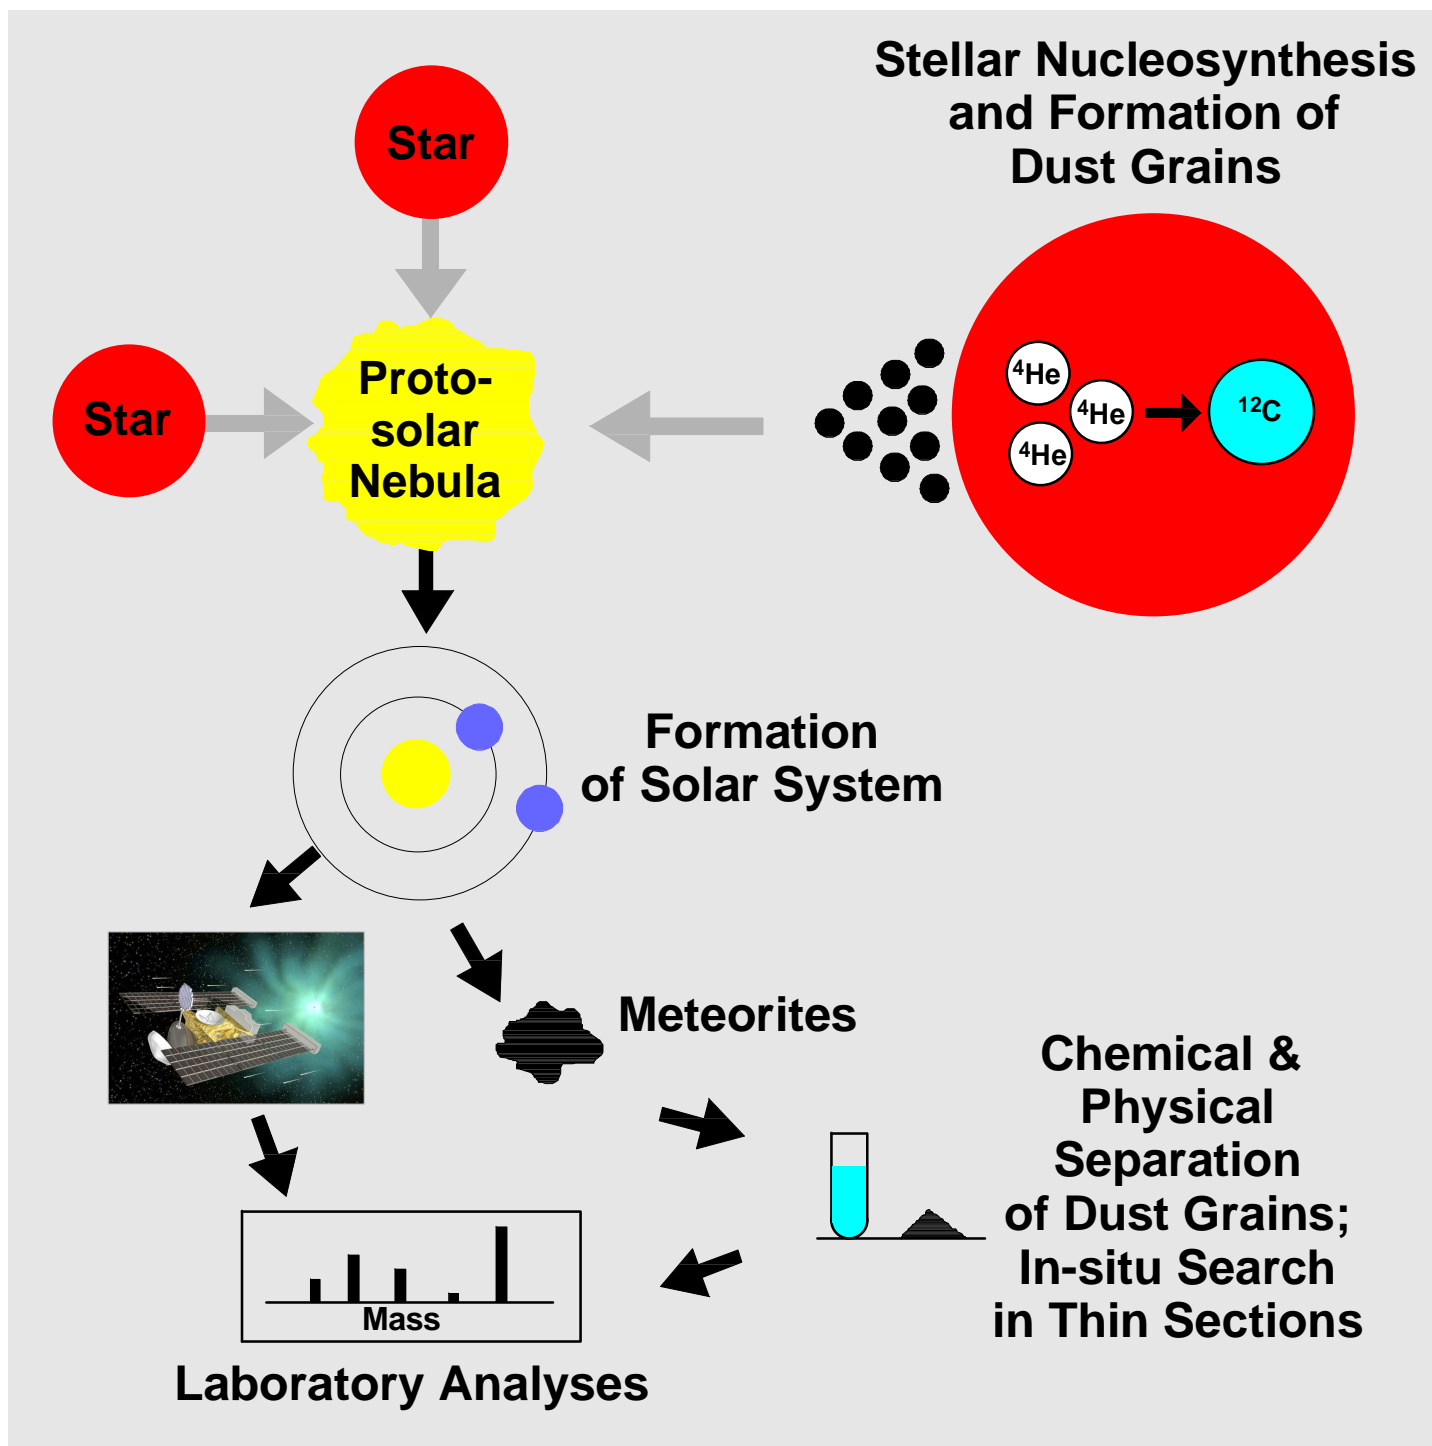 Stellar Nucleosynthesis
and Formation of
Dust Grains
Star
Star
Proto-
solar
Nebula
⁴He
⁴He
⁴He
¹²C
Formation
of Solar System
Meteorites
Chemical &
Physical
Separation
of Dust Grains;
In-situ Search
in Thin Sections
Mass
Laboratory Analyses